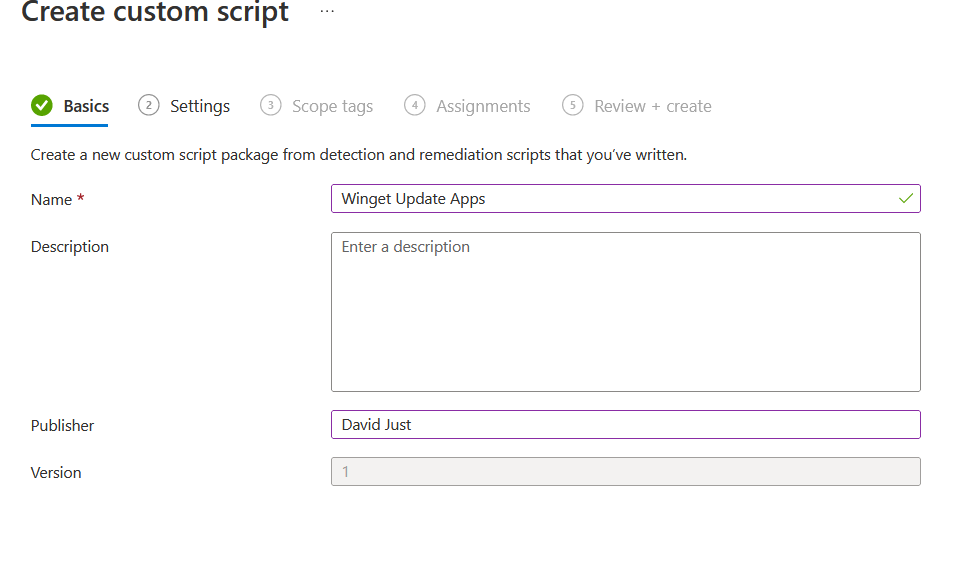 Create custom script ...
Basics 2 Settings 3 Scope tags 4 Assignments 5 Review + create
Create a new custom script package from detection and remediation scripts that you’ve written.
Name * Winget Update Apps
Description Enter a description
Publisher David Just
Version 1